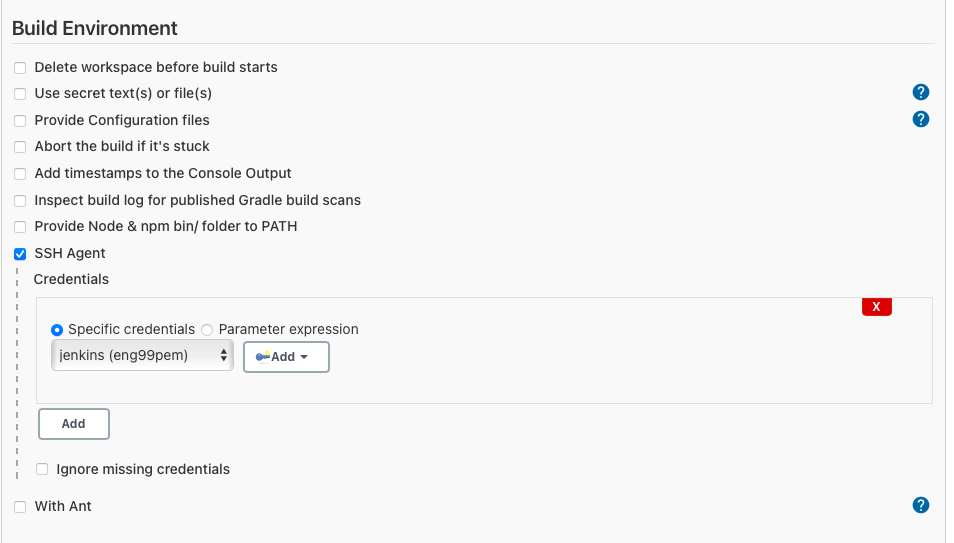 Build Environment
Delete workspace before build starts
Use secret text(s) or file(s)
?
Provide Configuration files
?
Abort the build if it's stuck
Add timestamps to the Console Output
Inspect build log for published Gradle build scans
Provide Node & npm bin/ folder to PATH
SSH Agent
Credentials
X
Specific credentials Parameter expression
jenkins (eng99pem) Add
Add
Ignore missing credentials
With Ant
?